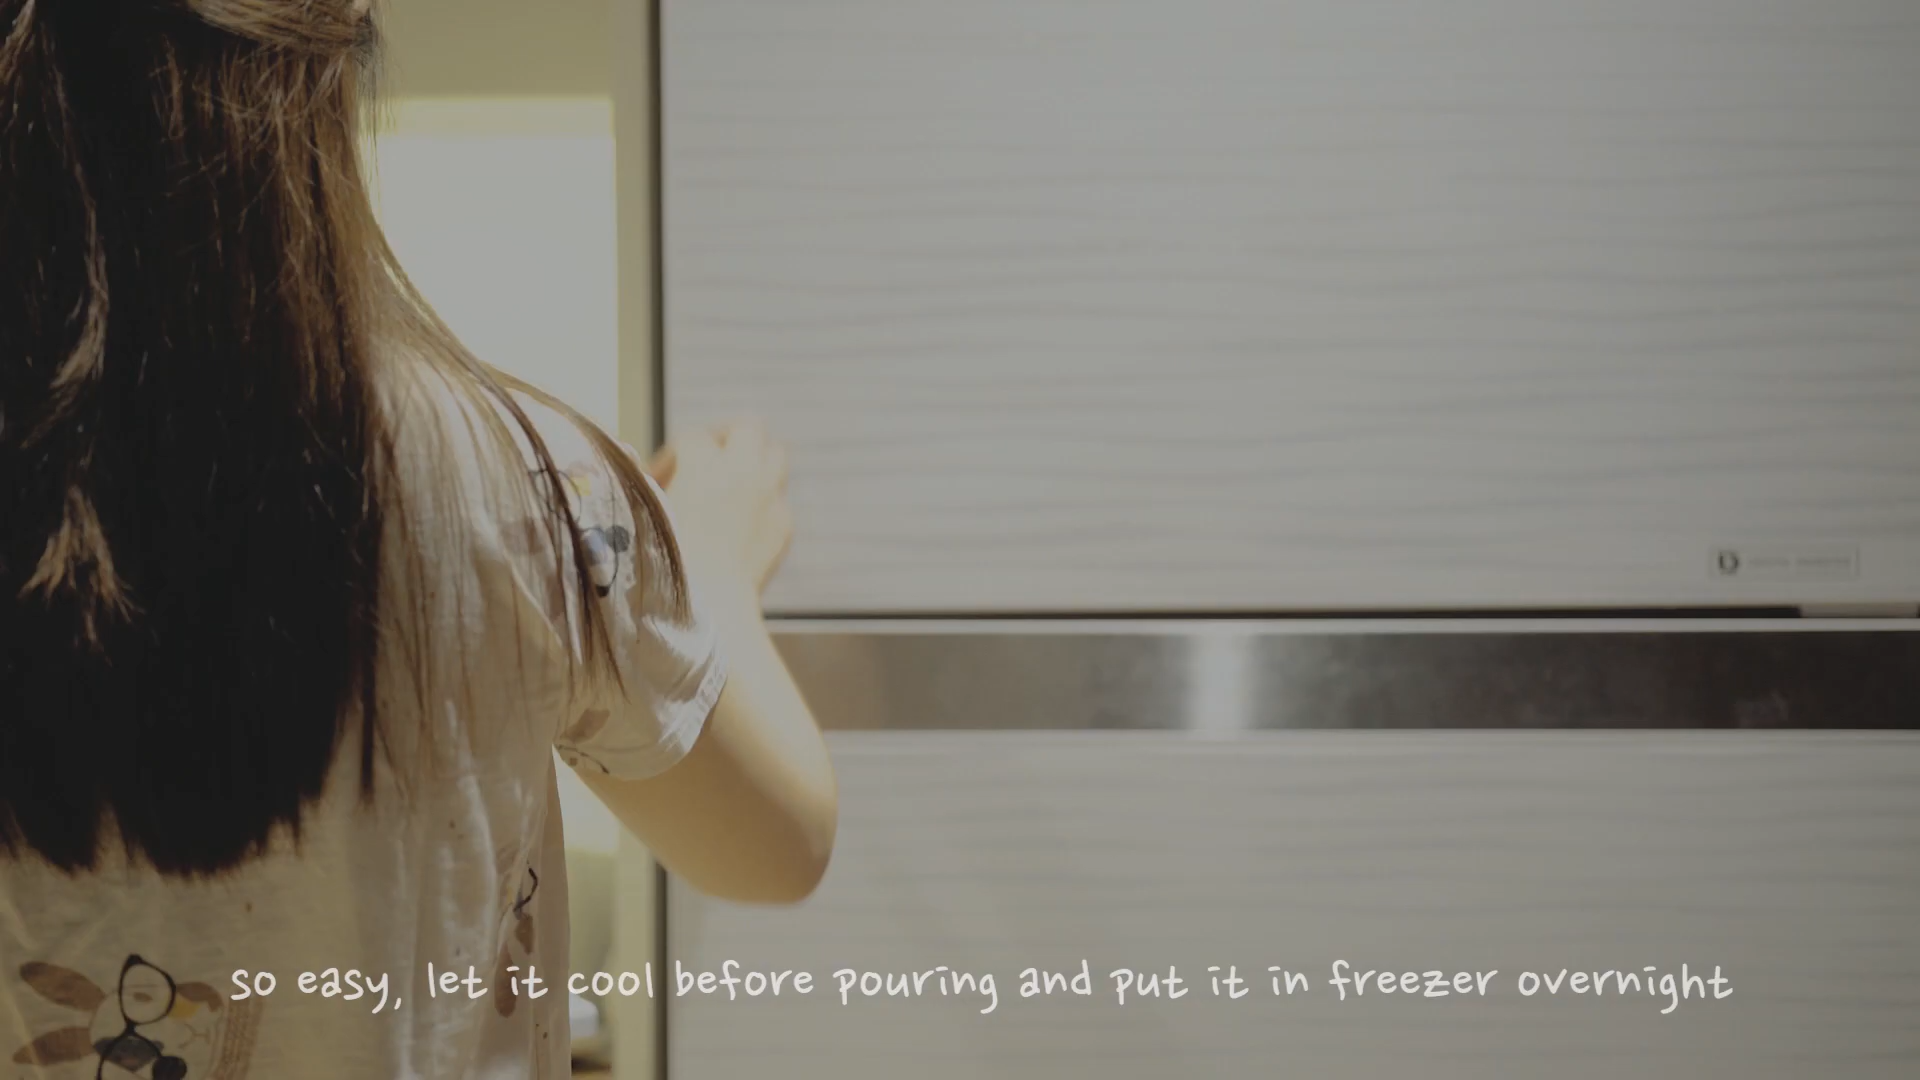 so easy, let it cool before pouring and put it in freezer overnight